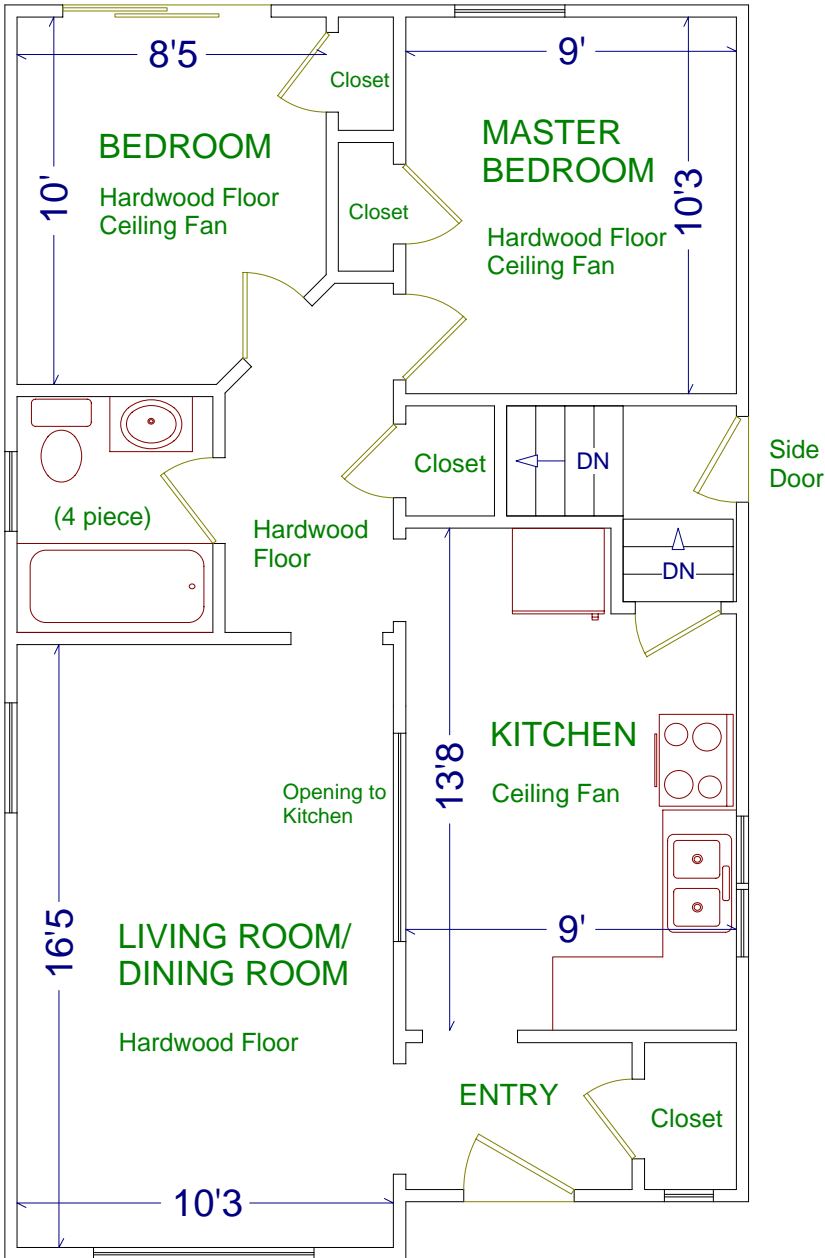 8'5
Closet
9'
BEDROOM
10'
Hardwood Floor
Ceiling Fan
Closet
MASTER
BEDROOM
10'3
Hardwood Floor
Ceiling Fan
(4 piece)
Hardwood
Floor
Closet
DN
Side
Door
DN
Opening to
Kitchen
13'8
KITCHEN
Ceiling Fan
9'
16'5
LIVING ROOM/
DINING ROOM
Hardwood Floor
10'3
ENTRY
Closet